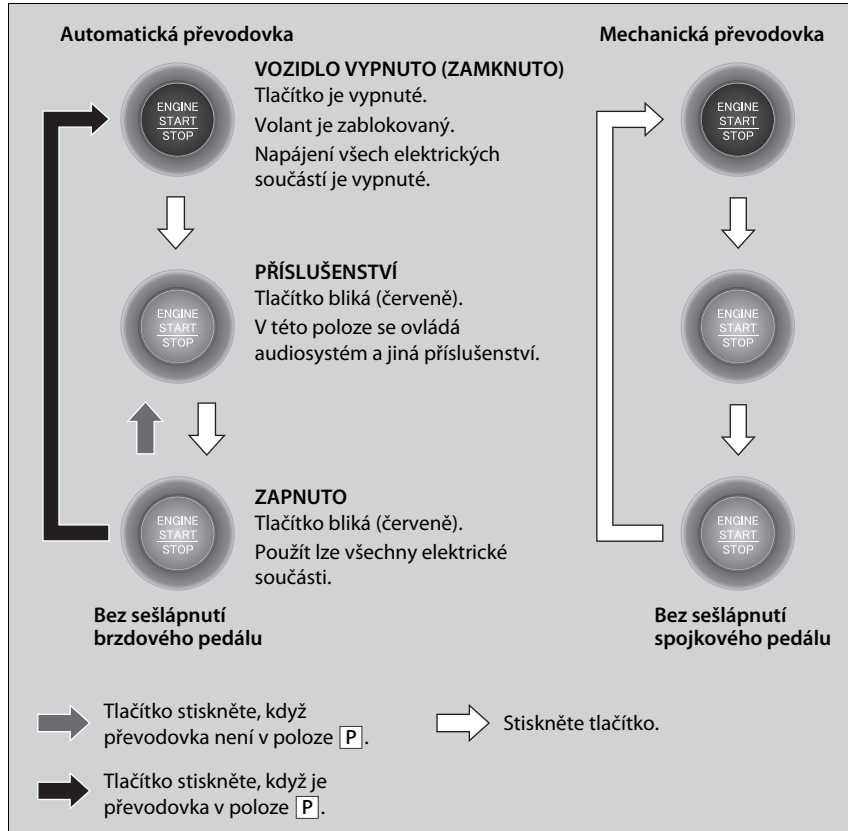 Automatická převodovka
ENGINE
START
STOP
VOZIDLO VYPNUTO (ZAMKNUTO)
Tlačítko je vypnuté.
Volant je zablokovaný.
Napájení všech elektrických
součástí je vypnuté.
ENGINE
START
STOP
PŘÍSLUŠENSTVÍ
Tlačítko bliká (červeně).
V této poloze se ovládá
audiosystém a jiná příslušenství.
ENGINE
START
STOP
ZAPNUTO
Tlačítko bliká (červeně).
Použít lze všechny elektrické
součásti.
Bez sešlápnutí
brzdového pedálu
Mechanická převodovka
ENGINE
START
STOP
ENGINE
START
STOP
ENGINE
START
STOP
Bez sešlápnutí
spojkového pedálu
Tlačítko stiskněte, když
převodovka není v poloze P.
Stiskněte tlačítko.
Tlačítko stiskněte, když je
převodovka v poloze P.